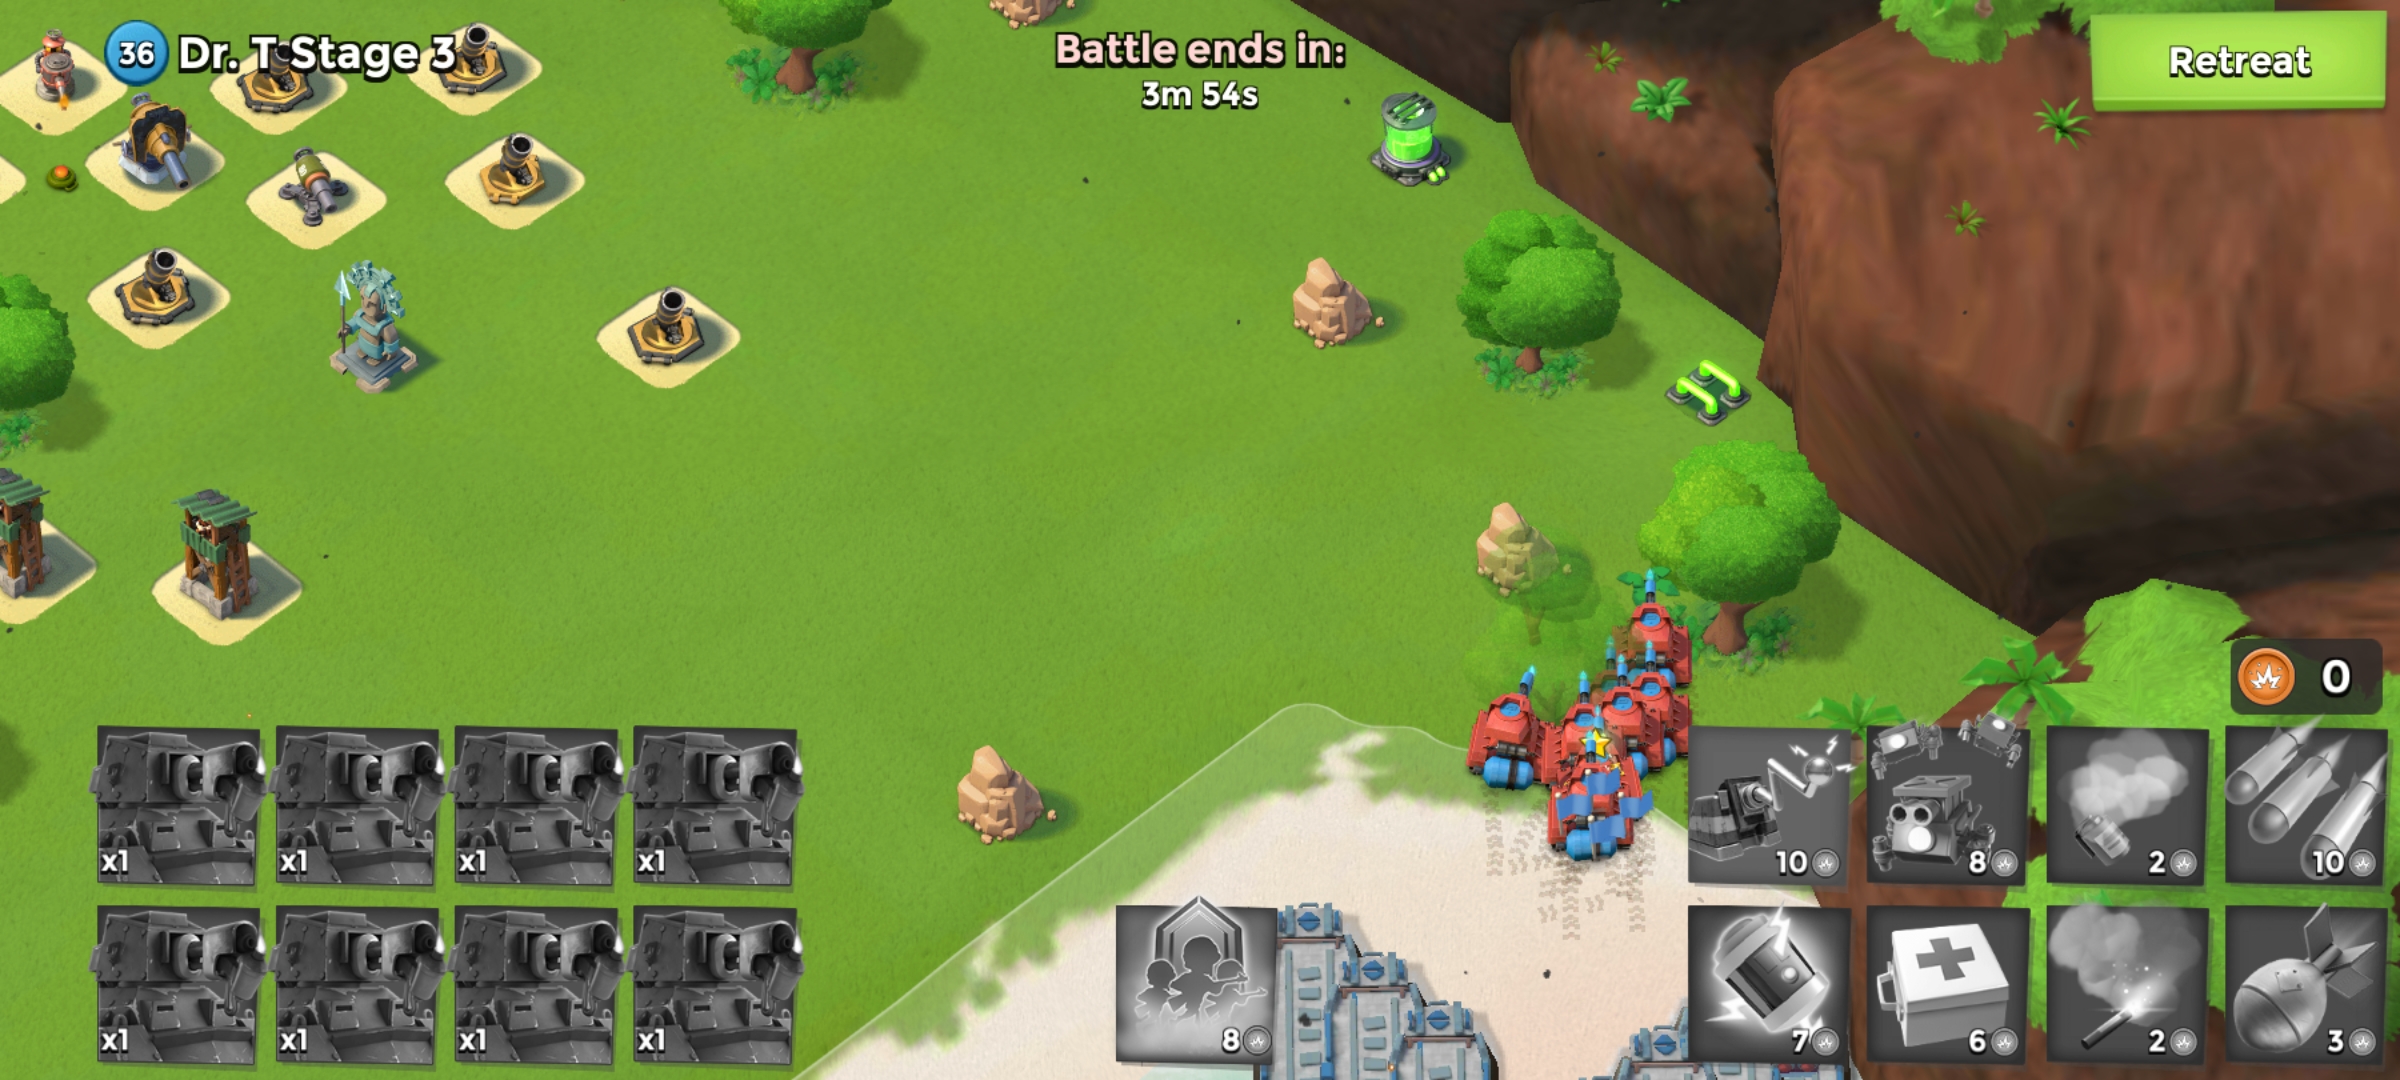 36 Dr. T Stage 3
Battle ends in:
3m 54s
Retreat
0
x1 x1 x1 x1
10 8 2 10
x1 x1 x1 x1
8
7 6 2 3